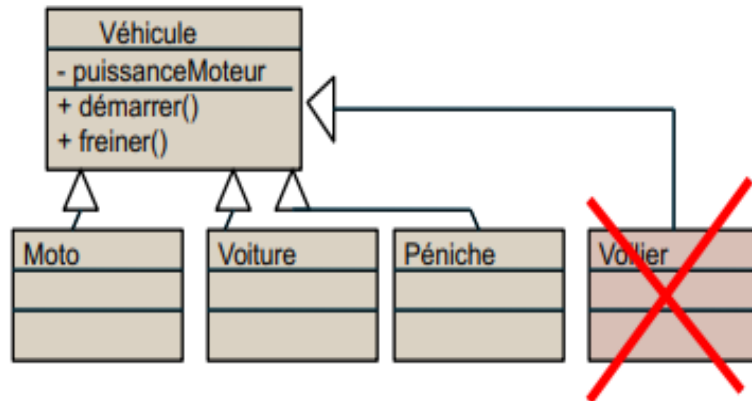 Véhicule
- puissanceMoteur
+ démarrer()
+ freiner()
Moto
Voiture
Péniche
Voilier